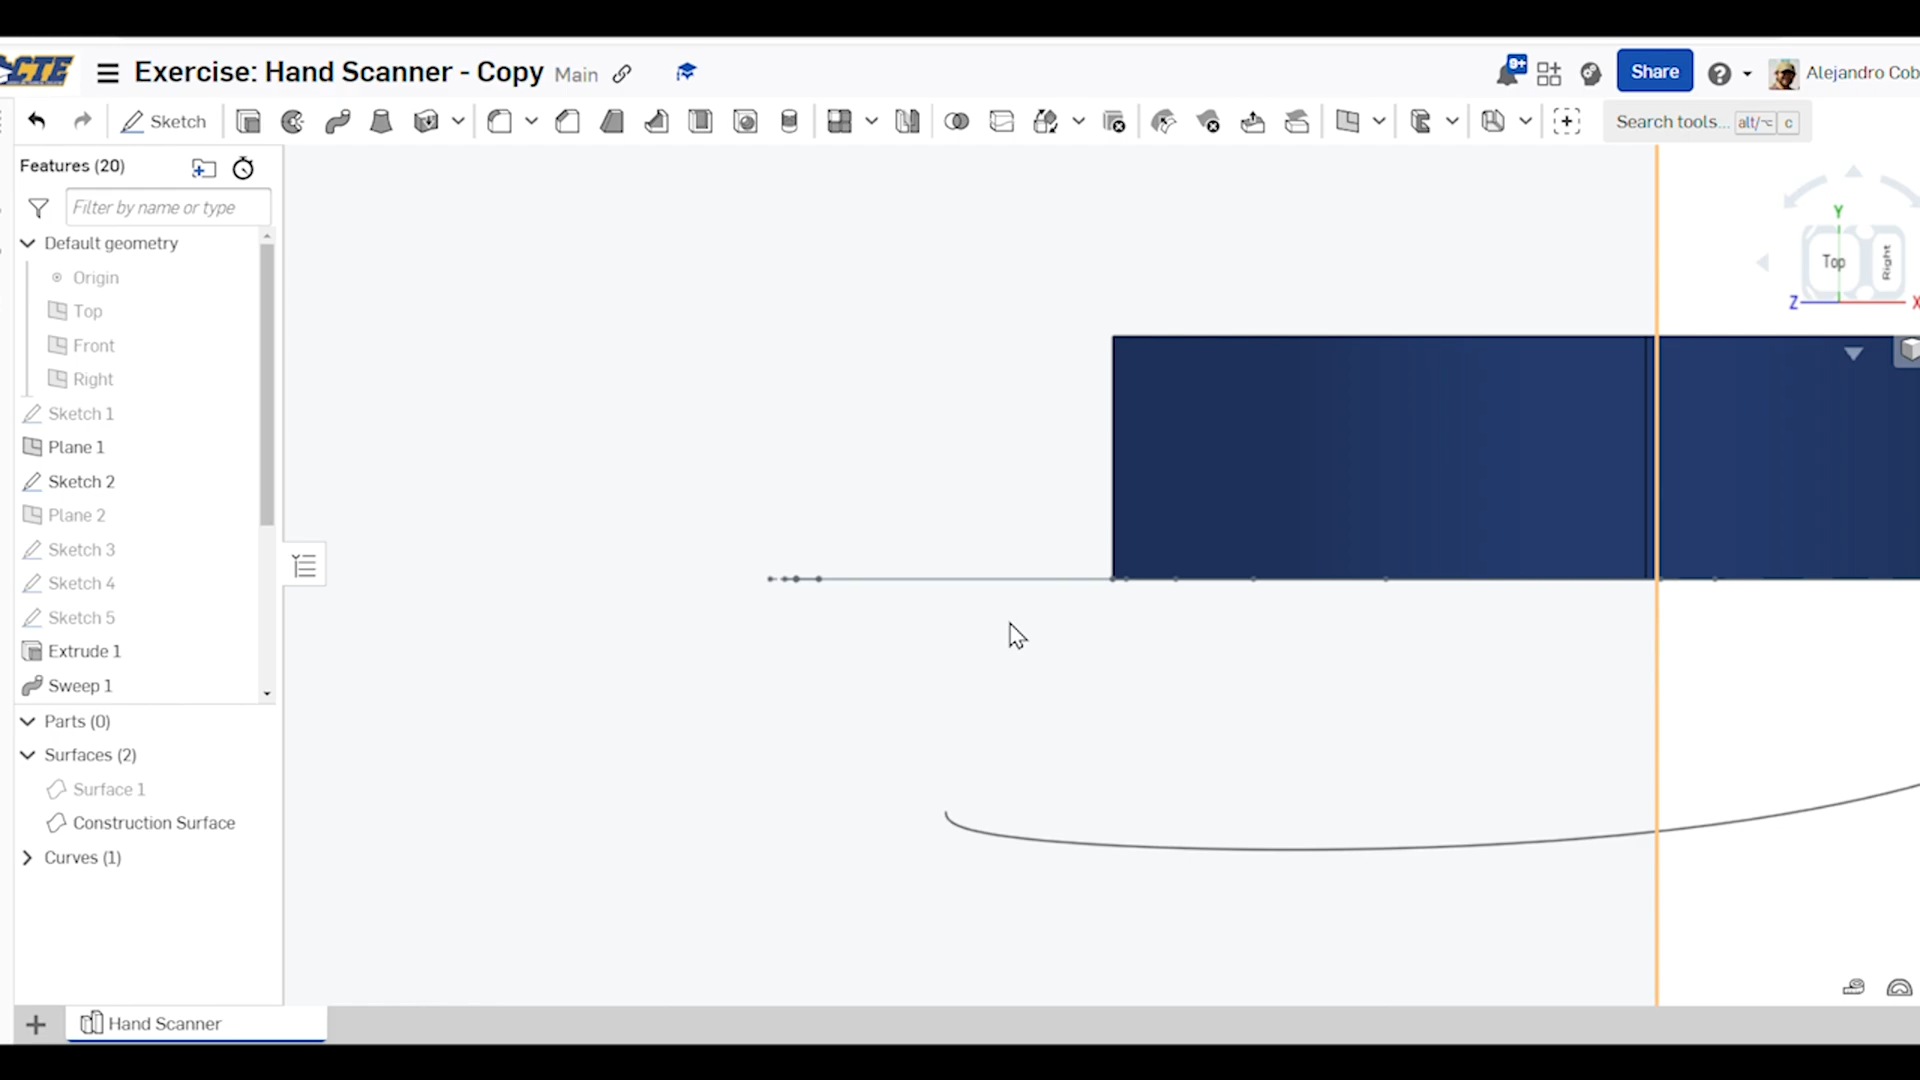 CTE
Exercise: Hand Scanner - Copy Main
9+
Share
Alejandro Cob
Sketch
Search tools... alt/⌥ c
Features (20)
Filter by name or type
Default geometry
Origin
Top
Front
Right
Sketch 1
Plane 1
Sketch 2
Plane 2
Sketch 3
Sketch 4
Sketch 5
Extrude 1
Sweep 1
Parts (0)
Surfaces (2)
Surface 1
Construction Surface
Curves (1)
Y
Top
Right
Z
X
Hand Scanner